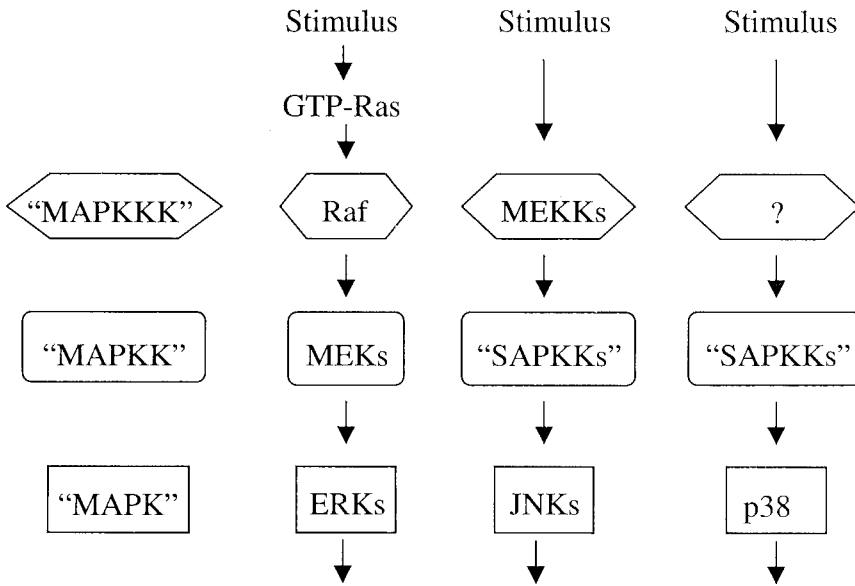 Stimulus Stimulus Stimulus
GTP-Ras
“MAPKKK” Raf MEKKs ?
“MAPKK” MEKs “SAPKKs” “SAPKKs”
“MAPK” ERKs JNKs p38